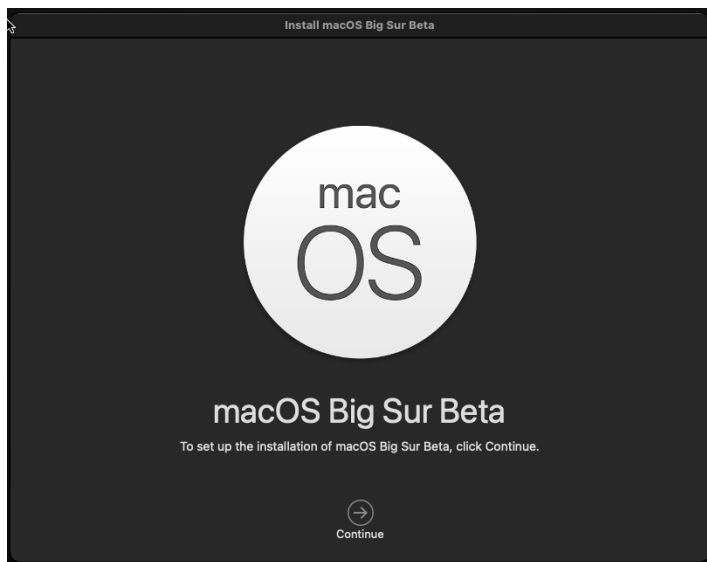 Install macOS Big Sur Beta
mac
OS
macOS Big Sur Beta
To set up the installation of macOS Big Sur Beta, click Continue.
Continue